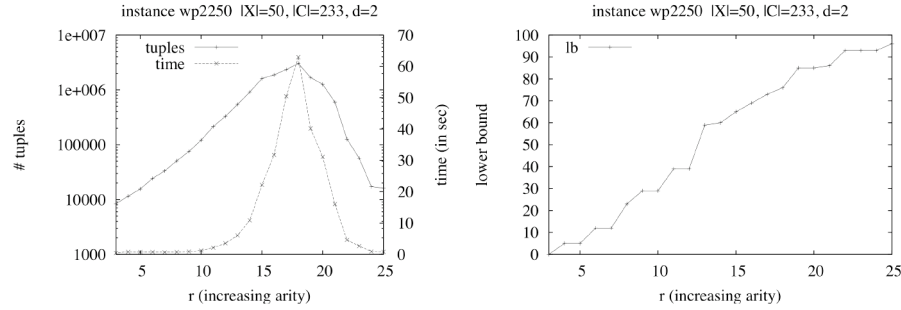 instance wp2250 |X|=50, |C|=233, d=2
1e+007
1e+006
100000
10000
1000
# tuples
tuples
time
70
60
50
40
30
20
10
0
time (in sec)
5 10 15 20 25
r (increasing arity)
instance wp2250 |X|=50, |C|=233, d=2
100
90
80
70
60
50
40
30
20
10
0
lower bound
lb
5 10 15 20 25
r (increasing arity)